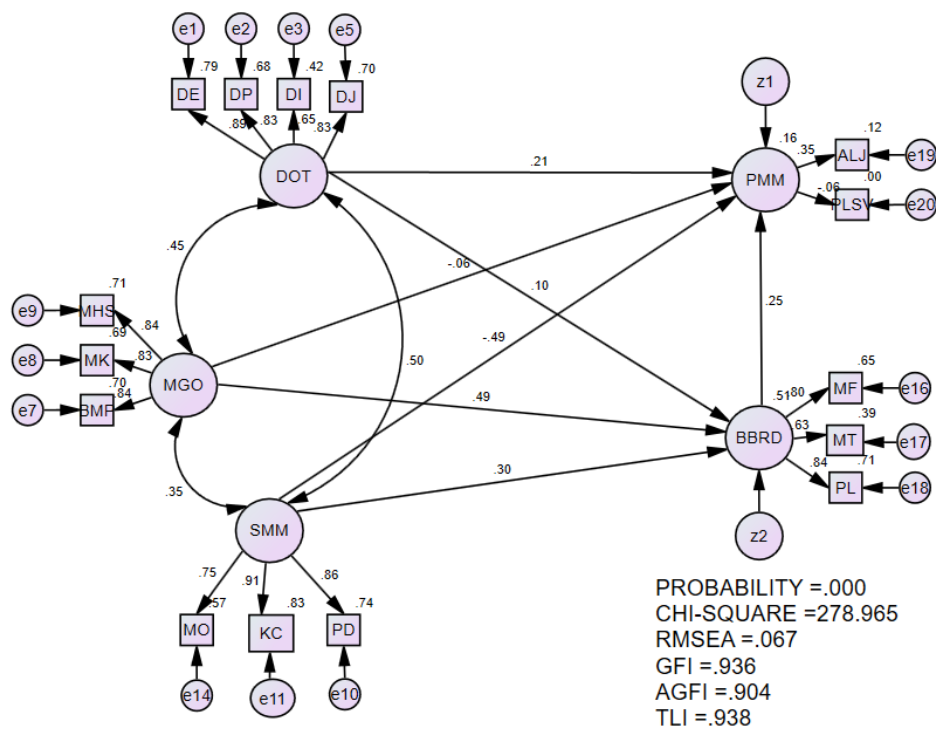 e1 e2 e3 e5
.79 .68 .42 .70
DE DP DI DJ
.89 .83 .65 .83
DOT
z1
.16 .35 .12
ALJ e19
PMM
-.06 .00
PLSV e20
.21
.45
-.06
.10
.25
.50
-.49
e9 MHS .71
.84
e8 MK .69
.83
e7 BMP .70
.84
MGO
.49
.35
.30
SMM
BBRD
.51 .80 .65
MF e16
.63 .39
MT e17
.84 .71
PL e18
z2
.75 .91 .86
.57 .83 .74
MO KC PD
e14 e11 e10
PROBABILITY =.000
CHI-SQUARE =278.965
RMSEA =.067
GFI =.936
AGFI =.904
TLI =.938